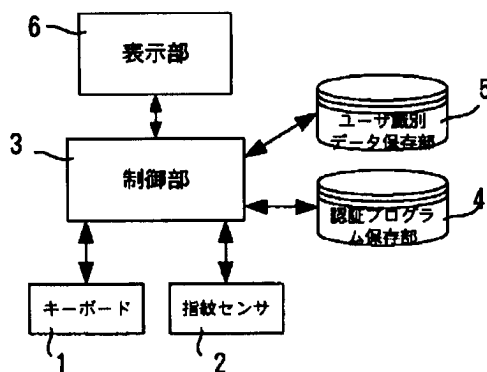 6
表示部
5
ユーザ識別
データ保存部
3
制御部
認証プログラ
ム保存部
4
キーボード
指紋センサ
1
2